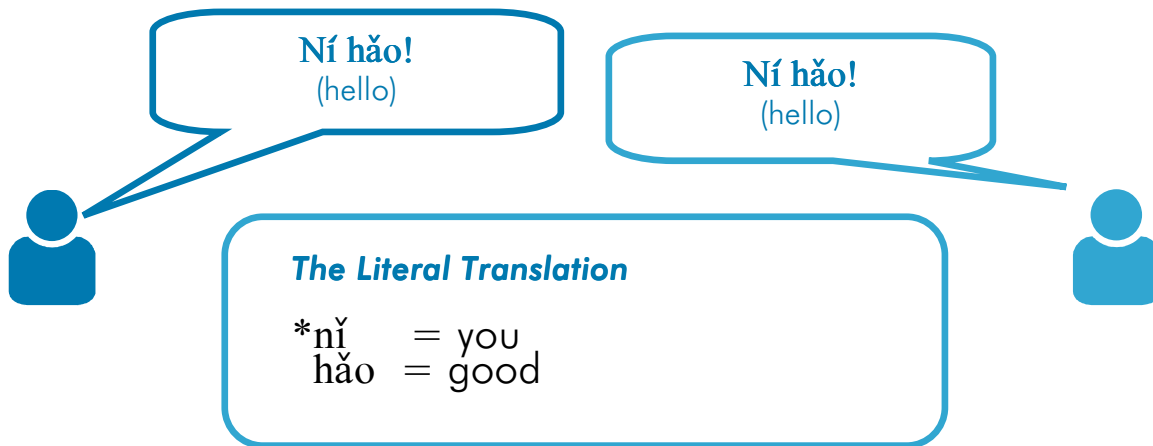 Ní hǎo!
(hello)
Ní hǎo!
(hello)
The Literal Translation
*nǐ = you
hǎo = good